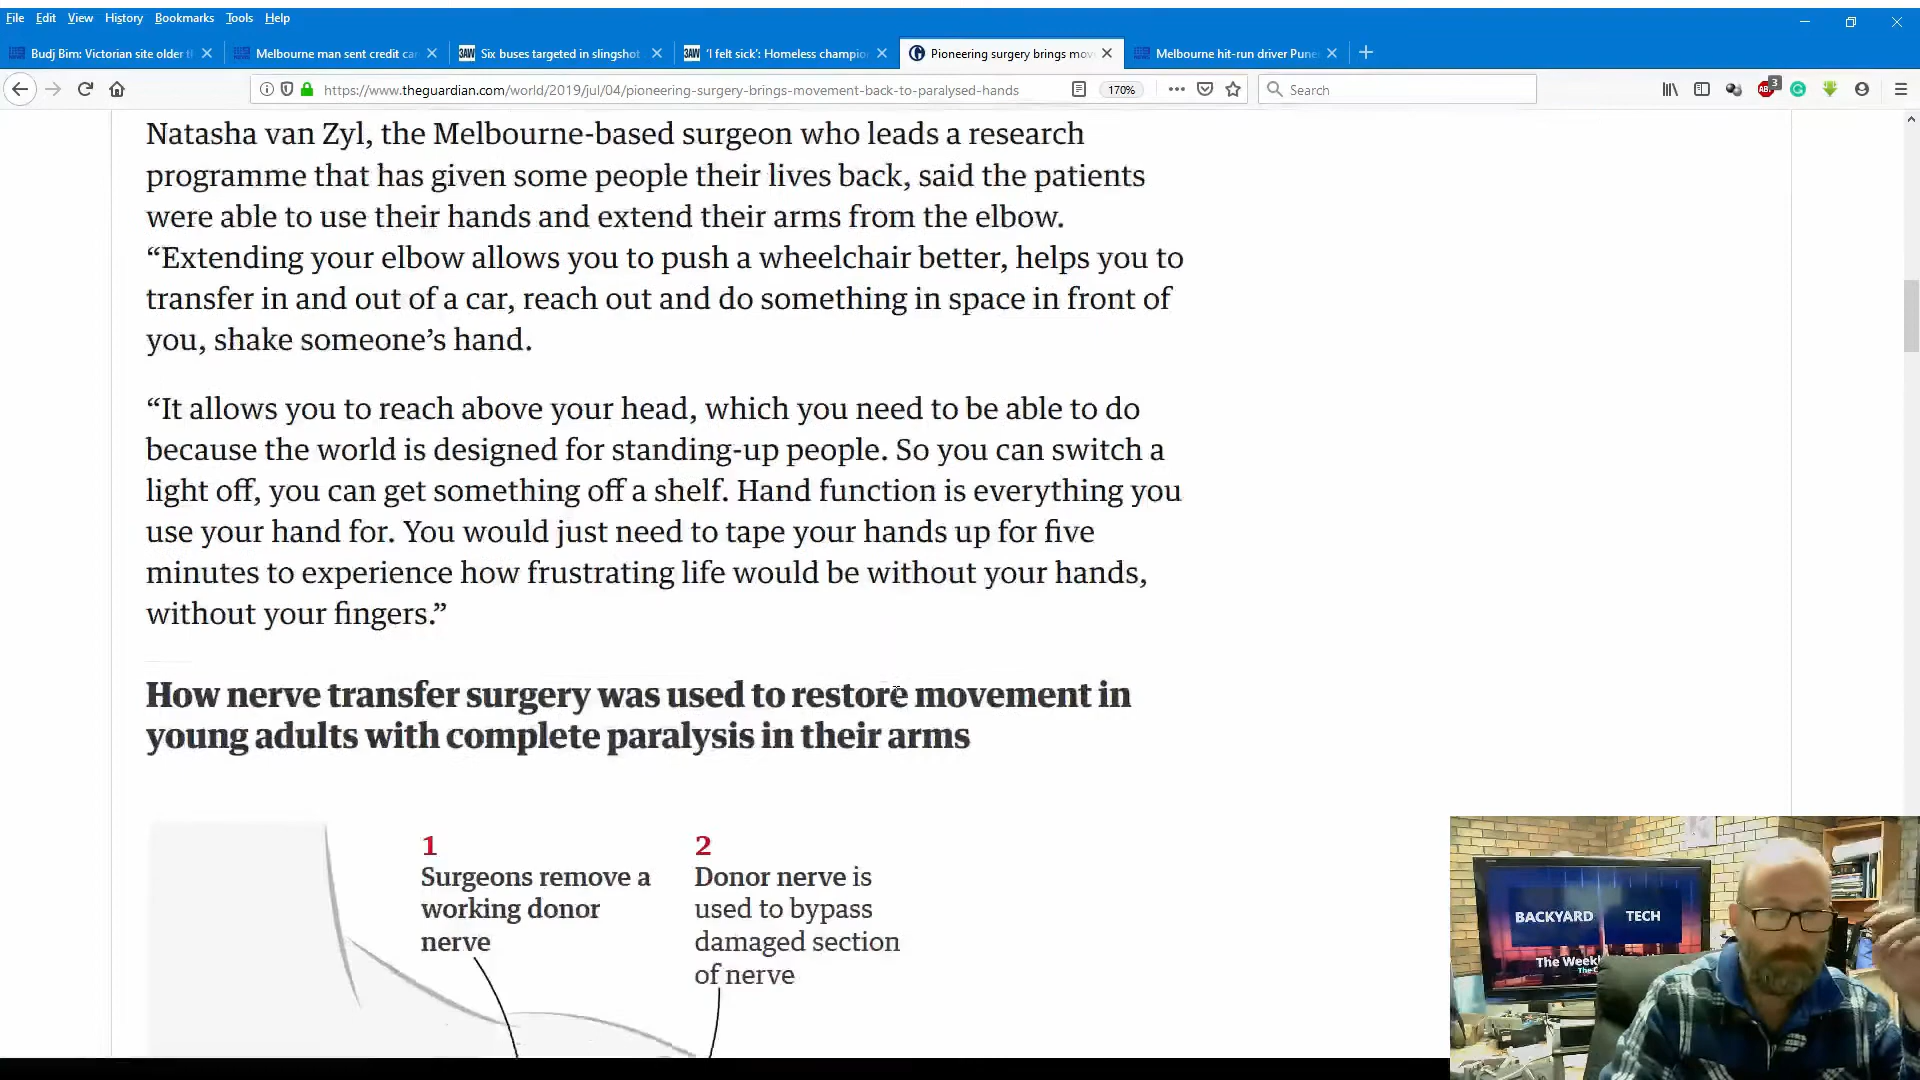 File Edit View History Bookmarks Tools Help
Budj Bim: Victorian site older t
Melbourne man sent credit ca
3AW Six buses targeted in slingshot
3AW 'I felt sick': Homeless champio
Pioneering surgery brings mov
Melbourne hit-run driver Pune
https://www.theguardian.com/world/2019/jul/04/pioneering-surgery-brings-movement-back-to-paralysed-hands
170%
Search
ABP
3
Natasha van Zyl, the Melbourne-based surgeon who leads a research
programme that has given some people their lives back, said the patients
were able to use their hands and extend their arms from the elbow.
“Extending your elbow allows you to push a wheelchair better, helps you to
transfer in and out of a car, reach out and do something in space in front of
you, shake someone’s hand.
“It allows you to reach above your head, which you need to be able to do
because the world is designed for standing-up people. So you can switch a
light off, you can get something off a shelf. Hand function is everything you
use your hand for. You would just need to tape your hands up for five
minutes to experience how frustrating life would be without your hands,
without your fingers.”
How nerve transfer surgery was used to restore movement in
young adults with complete paralysis in their arms
1
Surgeons remove a
working donor
nerve
2
Donor nerve is
used to bypass
damaged section
of nerve
BACKYARD TECH
The Week